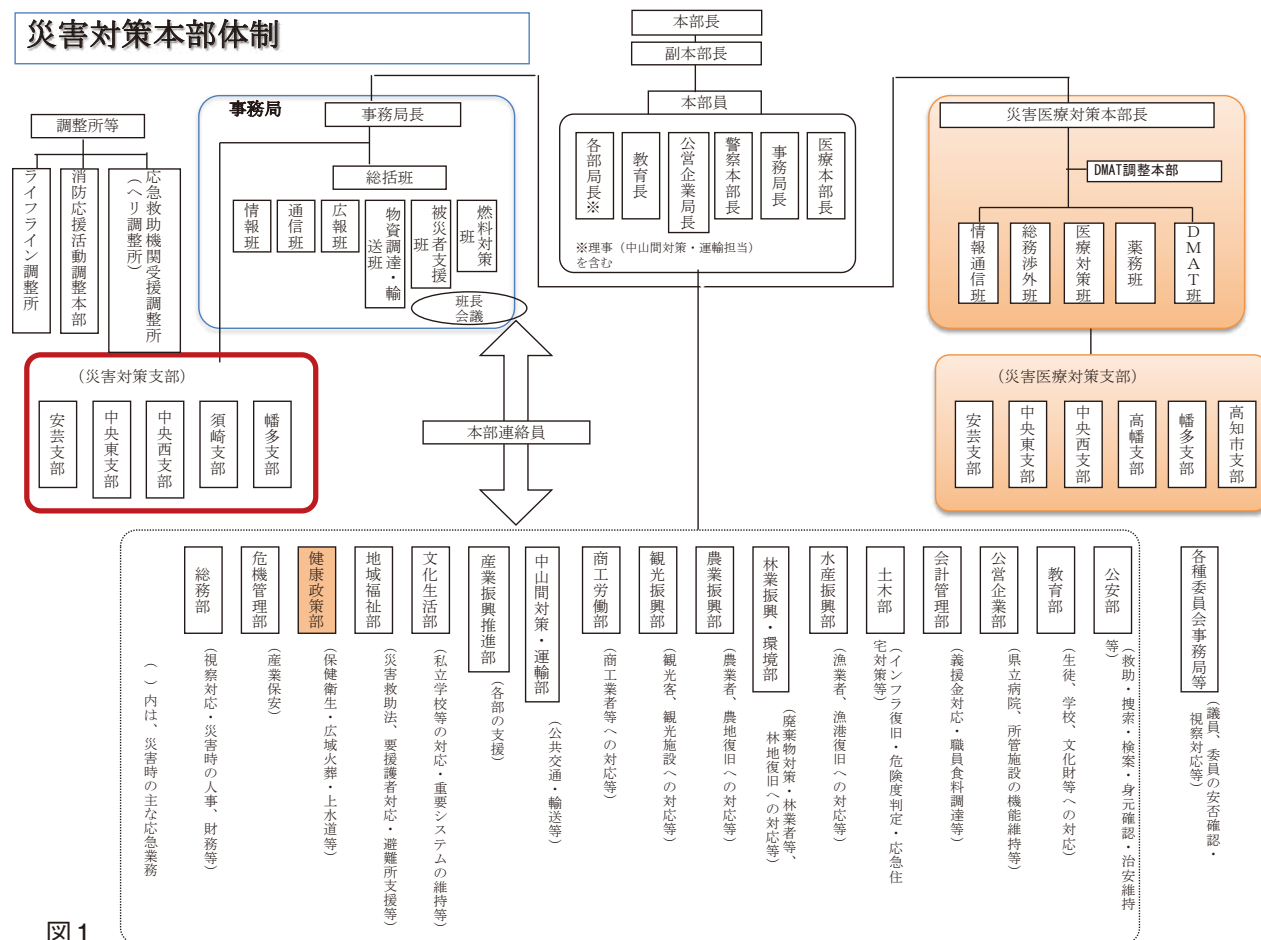 災害対策本部体制
本部長
副本部長
本部員
各部局長※
教育長
公営企業局長
警察本部長
事務局長
医療本部長
※理事（中山間対策・運輸担当）
を含む
調整所等
ライフライン調整所
消防応援活動調整本部
応急救助機関受援調整所
（ヘリ調整所）
事務局
事務局長
総括班
情報班
通信班
広報班
物資調達・輸
送班
被災者支援
班
燃料対策
班
班長
会議
災害医療対策本部長
DMAT調整本部
情報通信班
総務渉外班
医療対策班
薬務班
DMAT班
（災害対策支部）
安芸支部
中央東支部
中央西支部
須崎支部
幡多支部
本部連絡員
（災害医療対策支部）
安芸支部
中央東支部
中央西支部
高幡支部
幡多支部
高知市支部
（　）内は、災害時の主な応急業務
総務部
（視察対応・災害時の人事、財務等）
危機管理部
（産業保安）
健康政策部
（保健衛生・広域火葬・上水道等）
地域福祉部
（災害救助法、要援護者対応・避難所支援等）
文化生活部
（私立学校等の対応・重要システムの維持等）
産業振興推進部
（各部の支援）
中山間対策・運輸部
（公共交通・輸送等）
商工労働部
（商工業者等への対応等）
観光振興部
（観光客、観光施設への対応等）
農業振興部
（農業者、農地復旧への対応等）
林業振興・環境部
（廃棄物対策・林業者等、
林地復旧への対応等）
水産振興部
（漁業者、漁港復旧への対応等）
土木部
（インフラ復旧・危険度判定・応急住
宅対策等）
会計管理部
（義援金対応・職員食料調達等）
公営企業部
（県立病院、所管施設の機能維持等）
教育部
（生徒、学校、文化財等への対応）
公安部
（救助・捜索・検案・身元確認・治安維持
等）
各種委員会事務局等
（議員、委員の安否確認・
視察対応等）
図1